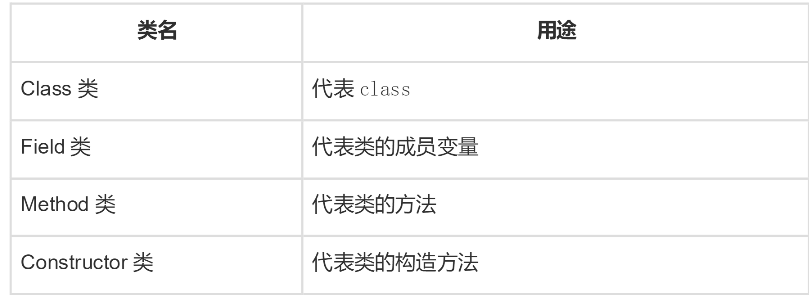 类名 用途
Class 类 代表 class
Field 类 代表类的成员变量
Method 类 代表类的方法
Constructor 类 代表类的构造方法